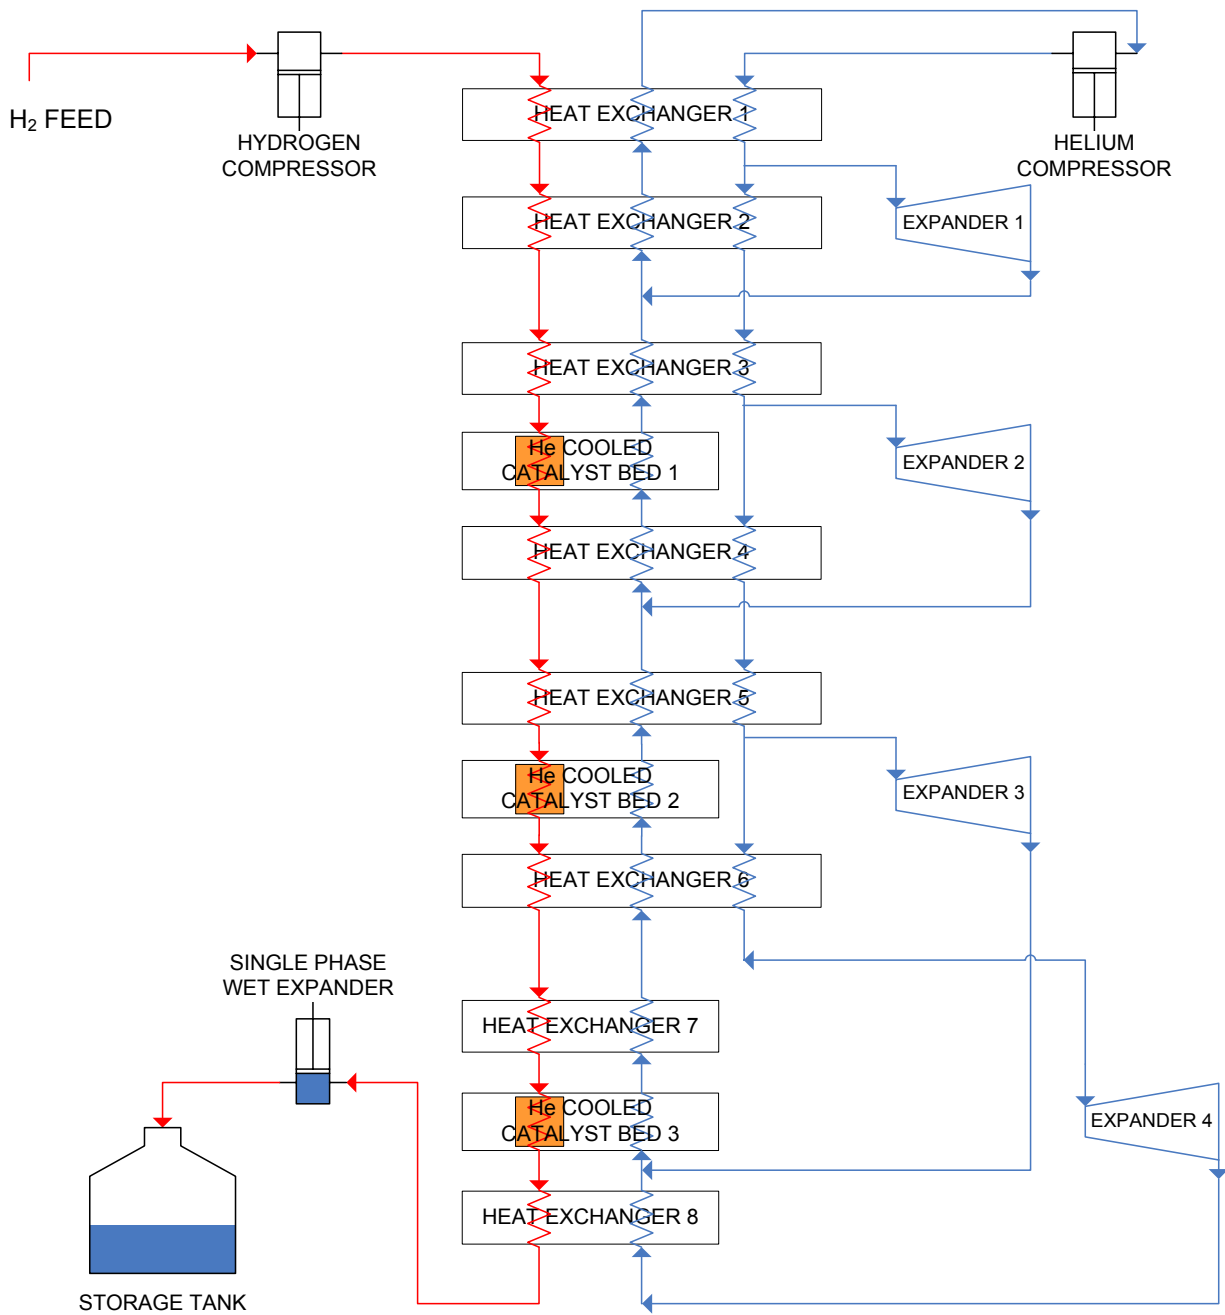 H₂ FEED
HYDROGEN
COMPRESSOR
HEAT EXCHANGER 1
HELIUM
COMPRESSOR
HEAT EXCHANGER 2
EXPANDER 1
HEAT EXCHANGER 3
He COOLED
CATALYST BED 1
EXPANDER 2
HEAT EXCHANGER 4
HEAT EXCHANGER 5
He COOLED
CATALYST BED 2
EXPANDER 3
HEAT EXCHANGER 6
SINGLE PHASE
WET EXPANDER
HEAT EXCHANGER 7
He COOLED
CATALYST BED 3
EXPANDER 4
HEAT EXCHANGER 8
STORAGE TANK